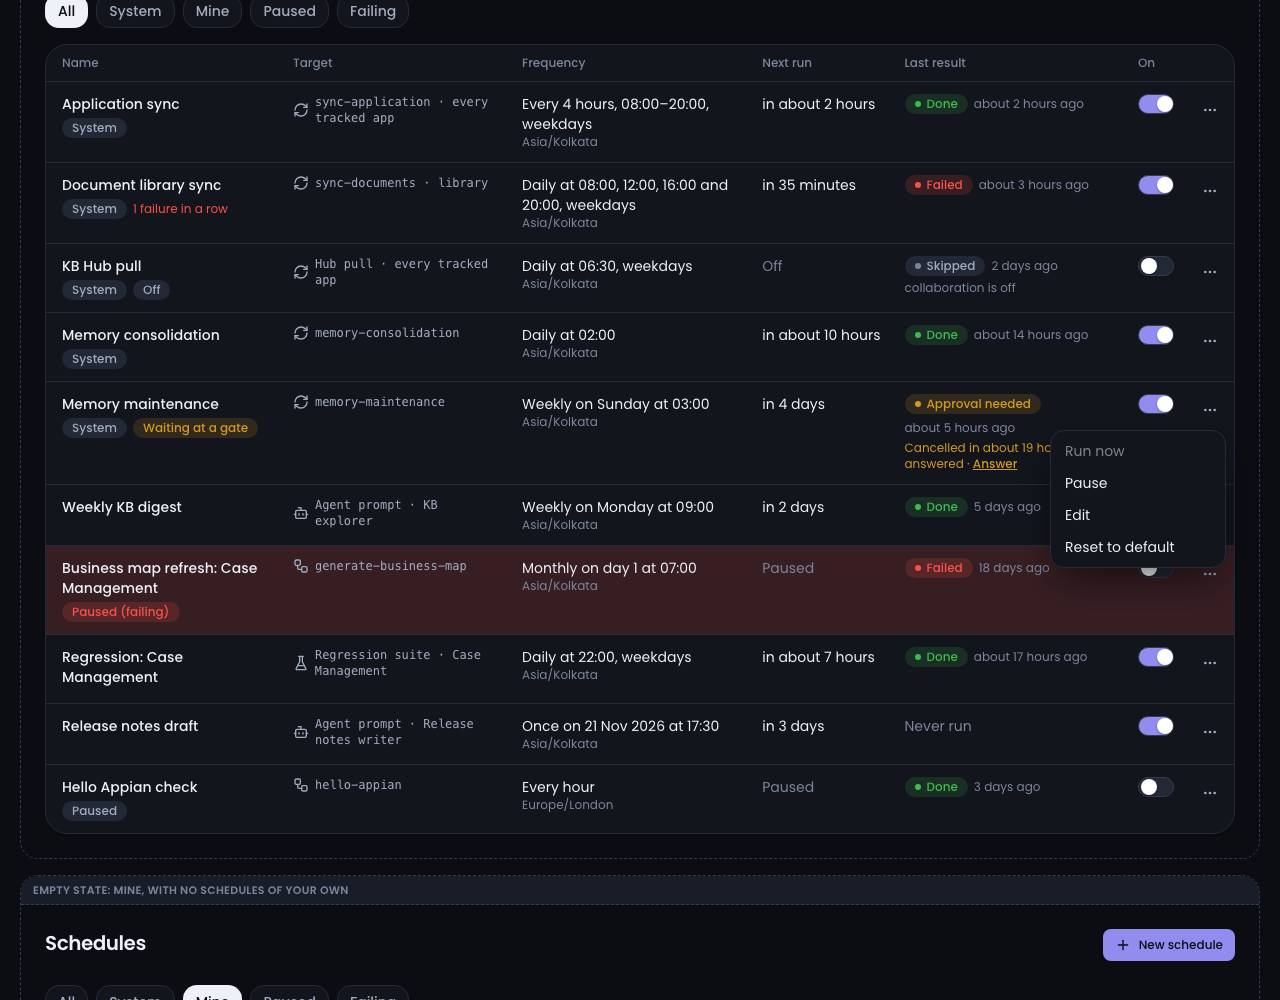 All System Mine Paused Failing
Name Target Frequency Next run Last result On
Application sync
System
sync-application · every
tracked app
Every 4 hours, 08:00–20:00,
weekdays
Asia/Kolkata
in about 2 hours
Done about 2 hours ago
...
Document library sync
System 1 failure in a row
sync-documents · library
Daily at 08:00, 12:00, 16:00 and
20:00, weekdays
Asia/Kolkata
in 35 minutes
Failed about 3 hours ago
...
KB Hub pull
System Off
Hub pull · every tracked
app
Daily at 06:30, weekdays
Asia/Kolkata
Off
Skipped 2 days ago
collaboration is off
...
Memory consolidation
System
memory-consolidation
Daily at 02:00
Asia/Kolkata
in about 10 hours
Done about 14 hours ago
...
Memory maintenance
System Waiting at a gate
memory-maintenance
Weekly on Sunday at 03:00
Asia/Kolkata
in 4 days
Approval needed
about 5 hours ago
Cancelled in about 19
answered · Answer
...
Run now
Pause
Edit
Reset to default
Weekly KB digest
Agent prompt · KB
explorer
Weekly on Monday at 09:00
Asia/Kolkata
in 2 days
Done 5 days ago
Business map refresh: Case
Management
Paused (failing)
generate-business-map
Monthly on day 1 at 07:00
Asia/Kolkata
Paused
Failed 18 days ago
...
Regression: Case
Management
Regression suite · Case
Management
Daily at 22:00, weekdays
Asia/Kolkata
in about 7 hours
Done about 17 hours ago
...
Release notes draft
Agent prompt · Release
notes writer
Once on 21 Nov 2026 at 17:30
Asia/Kolkata
in 3 days
Never run
...
Hello Appian check
Paused
hello-appian
Every hour
Europe/London
Paused
Done 3 days ago
...
EMPTY STATE: MINE, WITH NO SCHEDULES OF YOUR OWN
Schedules
+ New schedule
All System Mine Paused Failing